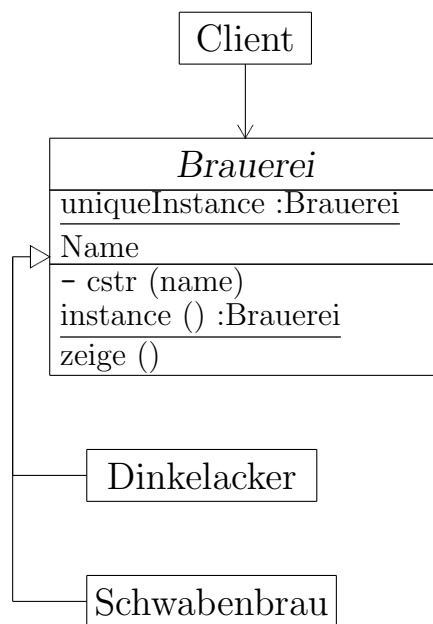 Client
Brauerei
uniqueInstance :Brauerei
Name
- cstr (name)
instance () :Brauerei
zeige ()
Dinkelacker
Schwabenbrau